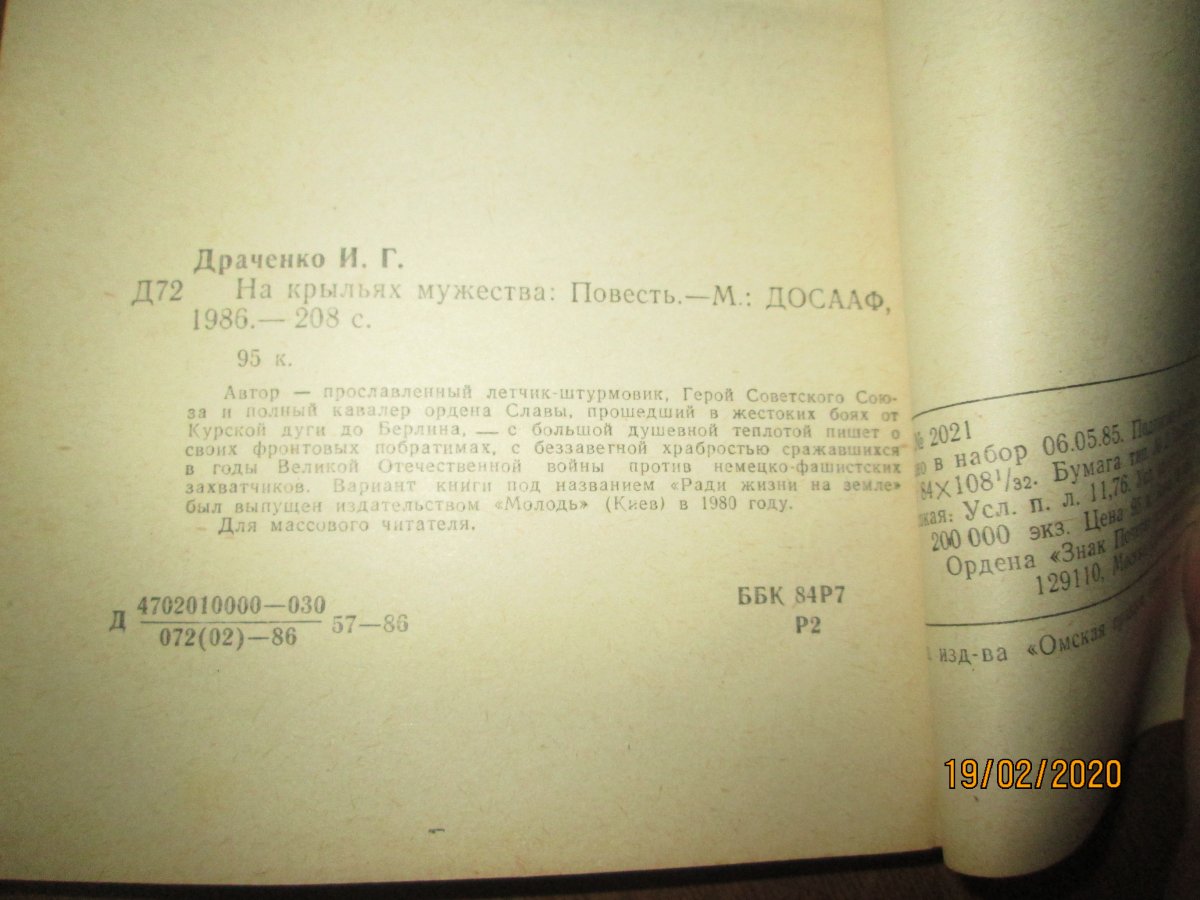 Драченко И. Г.
Д72 На крыльях мужества: Повесть.—М.: ДОСААФ,
1986.— 208 с.
95 к.
Автор — прославленный летчик-штурмовик, Герой Советского Сою-
за и полный кавалер ордена Славы, прошедший в жестоких боях от
Курской дуги до Берлина, — с большой душевной теплотой пишет о
своих фронтовых побратимах, с беззаветной храбростью сражавшихся
в годы Великой Отечественной войны против немецко-фашистских
захватчиков. Вариант книги под названием «Ради жизни на земле»
был выпущен издательством «Молодь» (Киев) в 1980 году.
Для массового читателя.
Д 4702010000—030
072(02)—86 57—86
ББК 84Р7
Р2
№ 2021
в набор 06.05.85.
84×108¹/₃₂. Бумага тип. №
Усл. п. л. 11,76.
200 000 экз. Цена
Ордена «Знак
129110,
изд-ва «Омская
19/02/2020